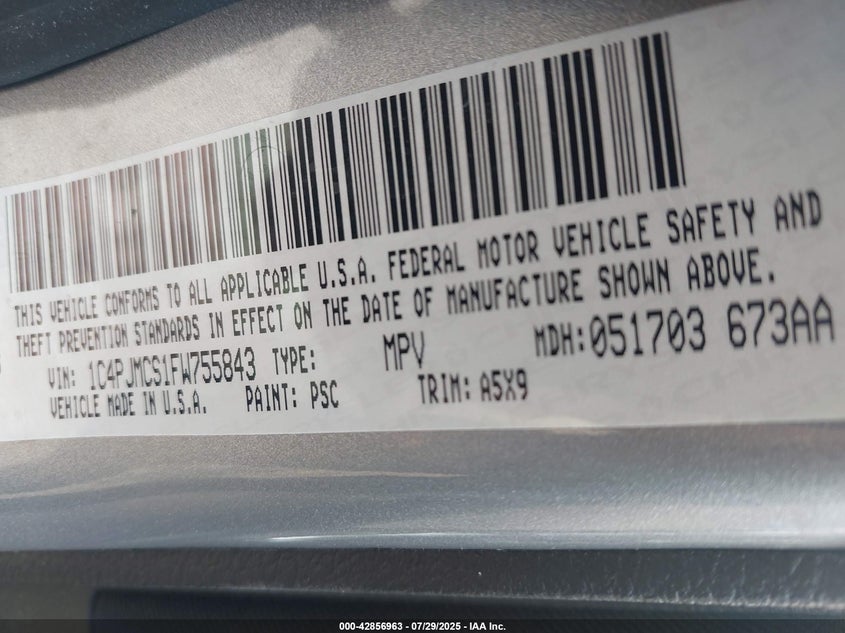 THIS VEHICLE CONFORMS TO ALL APPLICABLE U.S.A. FEDERAL MOTOR VEHICLE SAFETY AND
THEFT PREVENTION STANDARDS IN EFFECT ON THE DATE OF MANUFACTURE SHOWN ABOVE.
VIN: 1C4PJMCS1FW755843 TYPE: MPV MDH:051703 673AA
VEHICLE MADE IN U.S.A. PAINT: PSC TRIM: A5X9
000-42856963 - 07/29/2025 - IAA Inc.